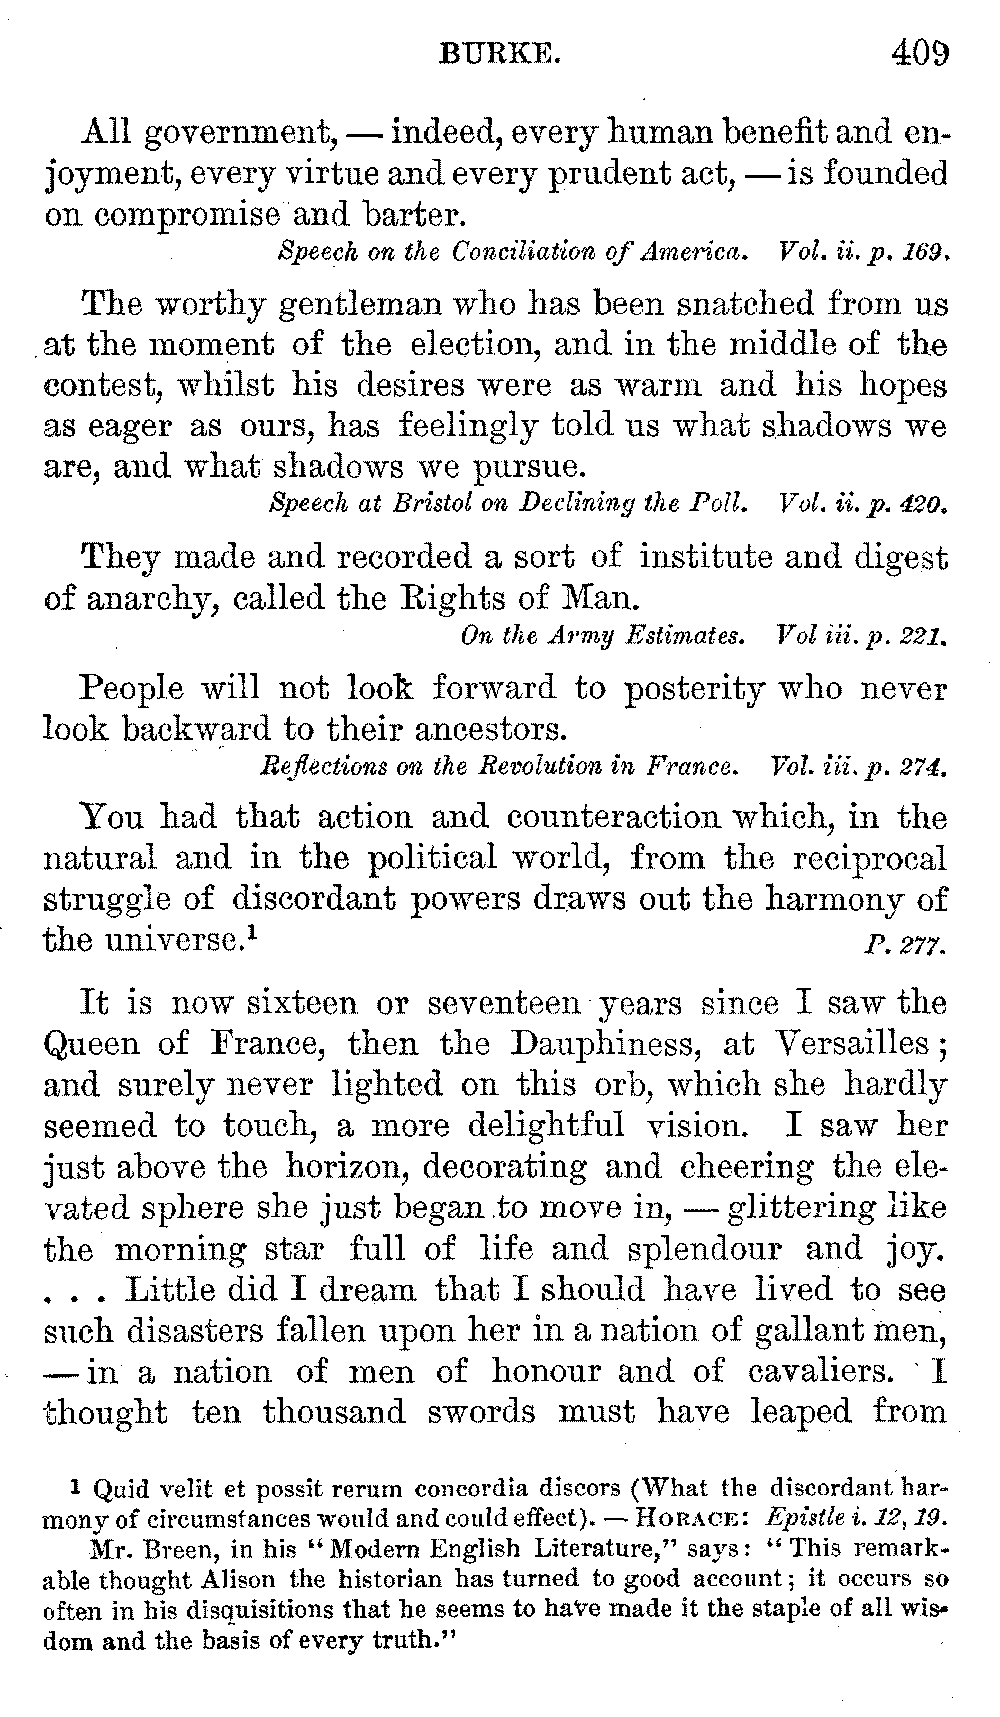 BURKE. 409
All government, — indeed, every human benefit and en-
joyment, every virtue and every prudent act, — is founded
on compromise and barter.
Speech on the Conciliation of America. Vol. ii. p. 169.
The worthy gentleman who has been snatched from us
at the moment of the election, and in the middle of the
contest, whilst his desires were as warm and his hopes
as eager as ours, has feelingly told us what shadows we
are, and what shadows we pursue.
Speech at Bristol on Declining the Poll. Vol. ii. p. 420.
They made and recorded a sort of institute and digest
of anarchy, called the Rights of Man.
On the Army Estimates. Vol iii. p. 221.
People will not look forward to posterity who never
look backward to their ancestors.
Reflections on the Revolution in France. Vol. iii. p. 274.
You had that action and counteraction which, in the
natural and in the political world, from the reciprocal
struggle of discordant powers draws out the harmony of
the universe.¹ P. 277.
It is now sixteen or seventeen years since I saw the
Queen of France, then the Dauphiness, at Versailles;
and surely never lighted on this orb, which she hardly
seemed to touch, a more delightful vision. I saw her
just above the horizon, decorating and cheering the ele-
vated sphere she just began to move in, — glittering like
the morning star full of life and splendour and joy.
. . . Little did I dream that I should have lived to see
such disasters fallen upon her in a nation of gallant men,
— in a nation of men of honour and of cavaliers. I
thought ten thousand swords must have leaped from
¹ Quid velit et possit rerum concordia discors (What the discordant har-
mony of circumstances would and could effect). — HORACE: Epistle i. 12, 19.
Mr. Breen, in his "Modern English Literature," says: "This remark-
able thought Alison the historian has turned to good account; it occurs so
often in his disquisitions that he seems to have made it the staple of all wis-
dom and the basis of every truth."